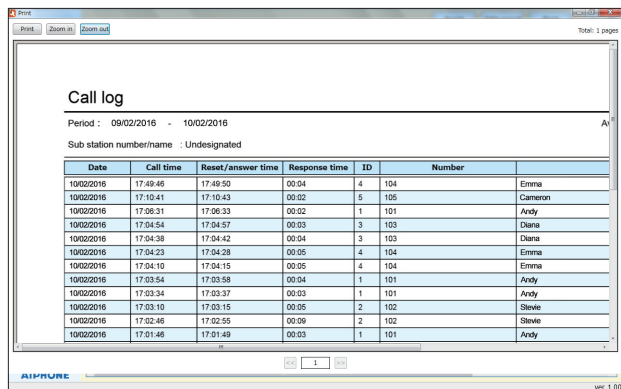 Print
Print Zoom in Zoom out Total: 1 pages
Call log
Period : 09/02/2016 - 10/02/2016
Sub station number/name : Undesignated
Date Call time Reset/answer time Response time ID Number
10/02/2016 17:49:46 17:49:50 00:04 4 104 Emma
10/02/2016 17:10:41 17:10:43 00:02 5 105 Cameron
10/02/2016 17:06:31 17:06:33 00:02 1 101 Andy
10/02/2016 17:04:54 17:04:57 00:03 3 103 Diana
10/02/2016 17:04:38 17:04:42 00:04 3 103 Diana
10/02/2016 17:04:23 17:04:28 00:05 4 104 Emma
10/02/2016 17:04:10 17:04:15 00:05 4 104 Emma
10/02/2016 17:03:54 17:03:58 00:04 1 101 Andy
10/02/2016 17:03:34 17:03:37 00:03 1 101 Andy
10/02/2016 17:03:10 17:03:15 00:05 2 102 Stevie
10/02/2016 17:02:46 17:02:55 00:09 2 102 Stevie
10/02/2016 17:01:46 17:01:49 00:03 1 101 Andy
<< 1 >>
AIPHONE
ver 1.00